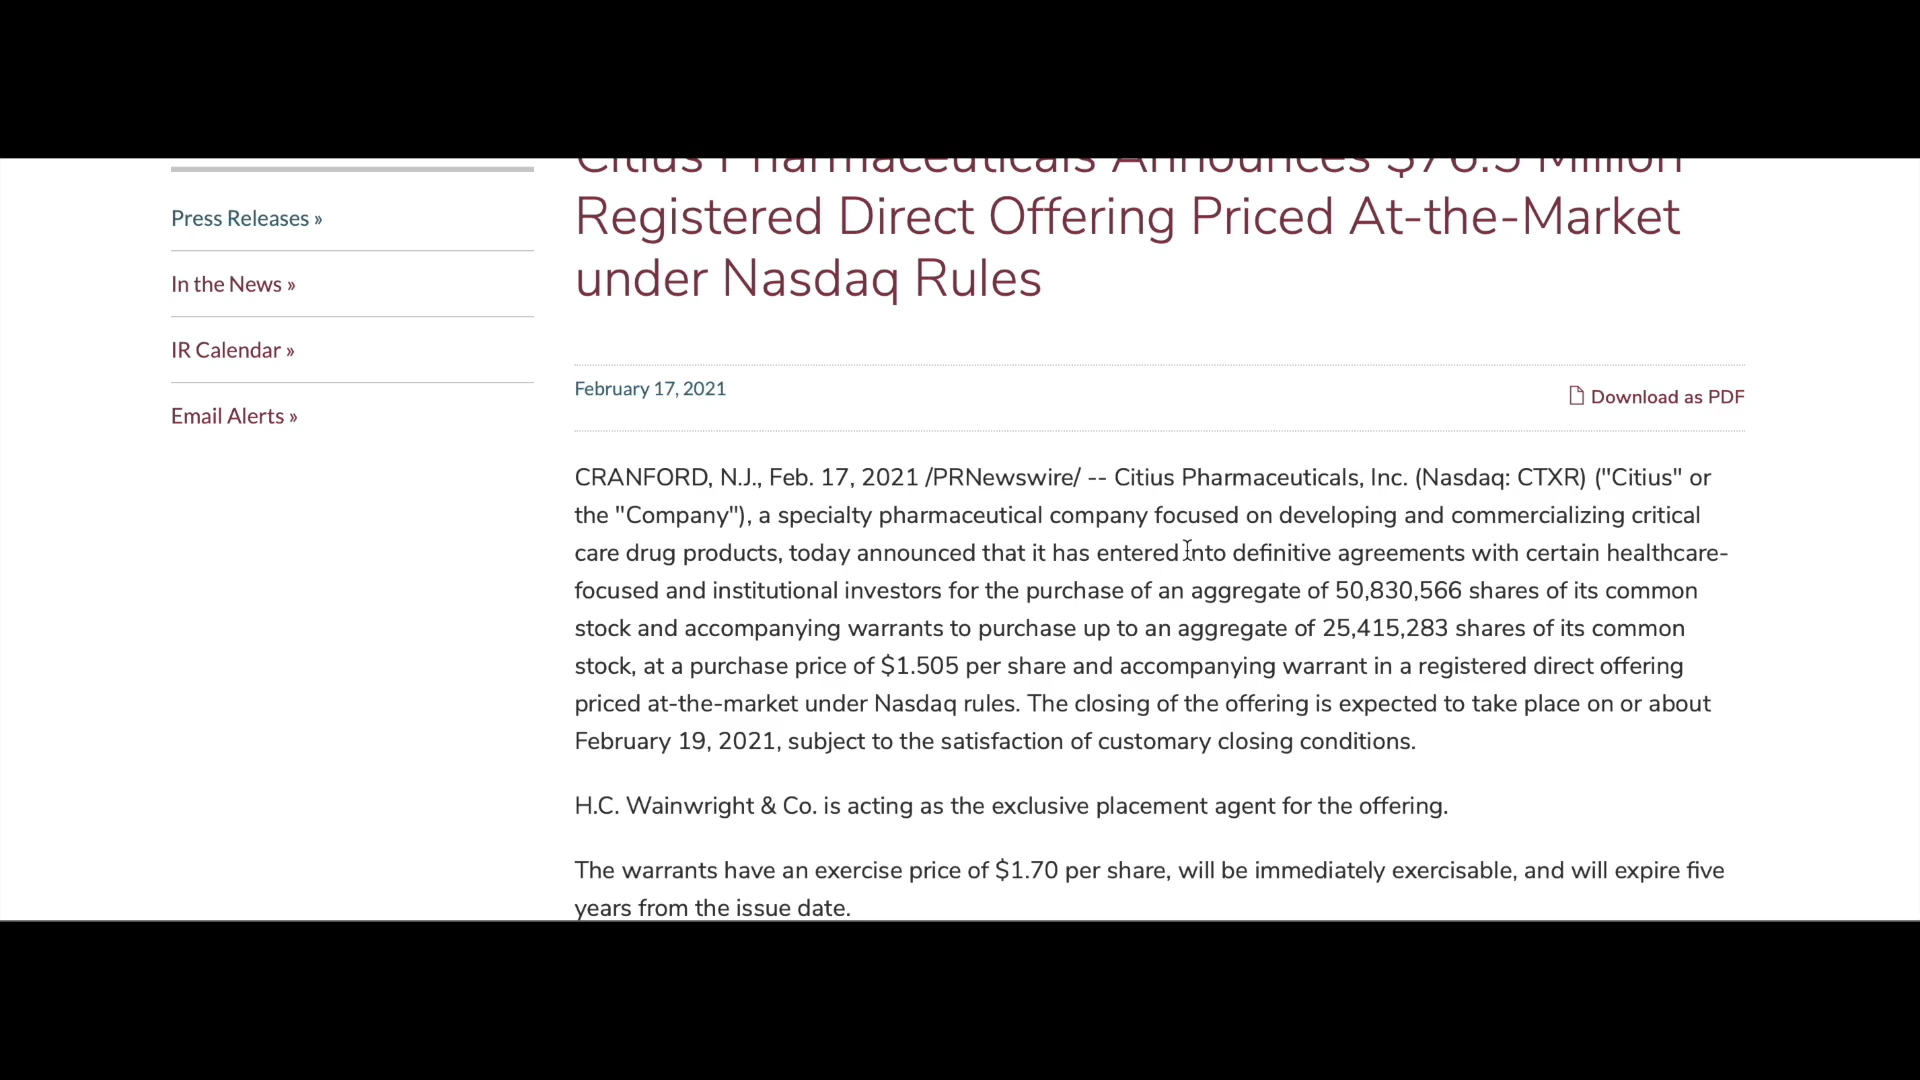 Citius Pharmaceuticals Announces $76.5 Million
Registered Direct Offering Priced At-the-Market
under Nasdaq Rules
Press Releases »
In the News »
IR Calendar »
Email Alerts »
February 17, 2021
Download as PDF
CRANFORD, N.J., Feb. 17, 2021 /PRNewswire/ -- Citius Pharmaceuticals, Inc. (Nasdaq: CTXR) ("Citius" or
the "Company"), a specialty pharmaceutical company focused on developing and commercializing critical
care drug products, today announced that it has entered into definitive agreements with certain healthcare-
focused and institutional investors for the purchase of an aggregate of 50,830,566 shares of its common
stock and accompanying warrants to purchase up to an aggregate of 25,415,283 shares of its common
stock, at a purchase price of $1.505 per share and accompanying warrant in a registered direct offering
priced at-the-market under Nasdaq rules. The closing of the offering is expected to take place on or about
February 19, 2021, subject to the satisfaction of customary closing conditions.
H.C. Wainwright & Co. is acting as the exclusive placement agent for the offering.
The warrants have an exercise price of $1.70 per share, will be immediately exercisable, and will expire five
years from the issue date.